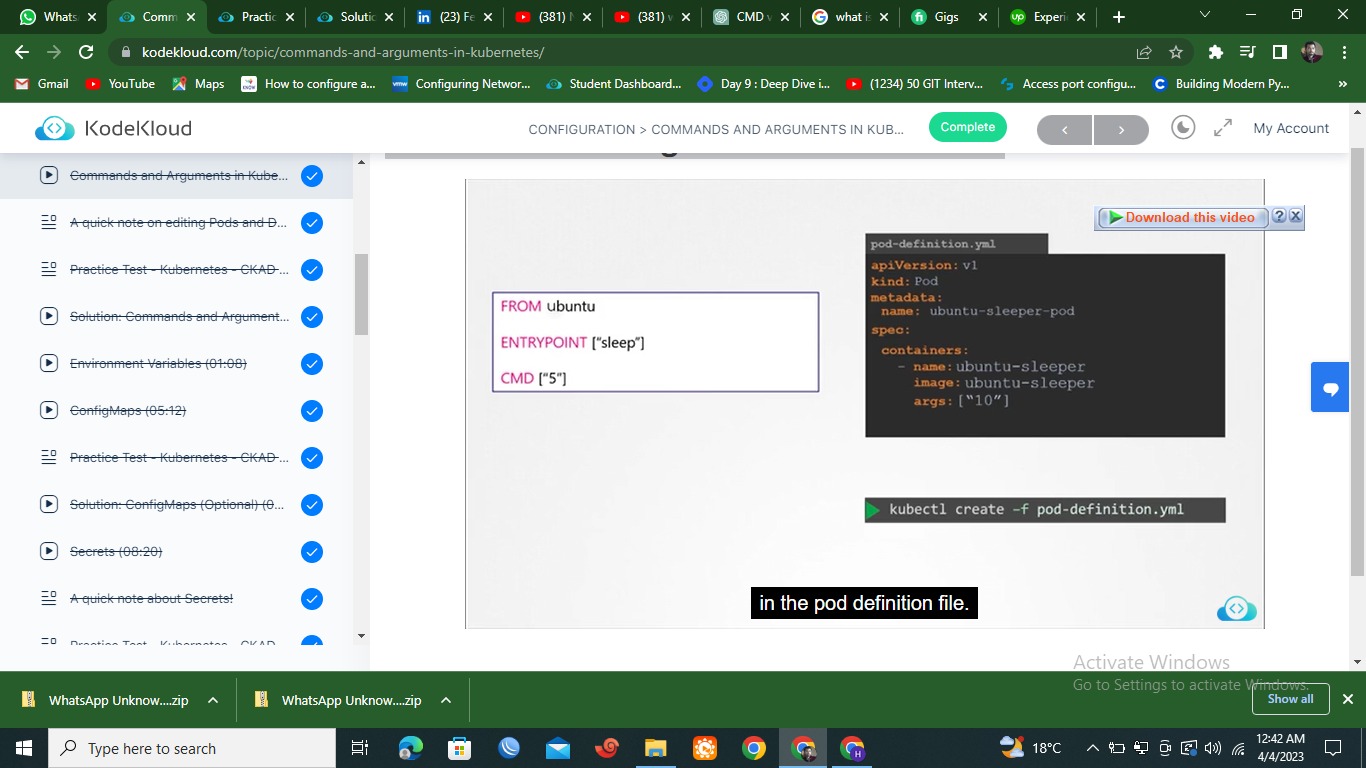 Whats
Comm
Practic
Solutic
(23) Fe
(381) N
(381) v
CMD v
what is
Gigs
Experi
kodekloud.com/topic/commands-and-arguments-in-kubernetes/
Gmail
YouTube
Maps
How to configure a...
Configuring Networ...
Student Dashboard...
Day 9 : Deep Dive i...
(1234) 50 GIT Interv...
Access port configu...
Building Modern Py...
»
KodeKloud
CONFIGURATION > COMMANDS AND ARGUMENTS IN KUB...
Complete
My Account
Commands and Arguments in Kube...
A quick note on editing Pods and D...
Practice Test - Kubernetes - CKAD ...
Solution: Commands and Argument...
Environment Variables (01:08)
ConfigMaps (05:12)
Practice Test - Kubernetes - CKAD ...
Solution: ConfigMaps (Optional) (0...
Secrets (08:20)
A quick note about Secrets!
Practice Test - Kubernetes - CKAD
Download this video
FROM Ubuntu
ENTRYPOINT ["sleep"]
CMD ["5"]
pod-definition.yml
apiVersion: v1
kind: Pod
metadata:
name: ubuntu-sleeper-pod
spec:
containers:
- name: ubuntu-sleeper
image: ubuntu-sleeper
args: ["10"]
kubectl create -f pod-definition.yml
in the pod definition file.
Activate Windows
Go to Settings to activate Windows.
WhatsApp Unknow....zip
WhatsApp Unknow....zip
Show all
Type here to search
18°C
12:42 AM
4/4/2023